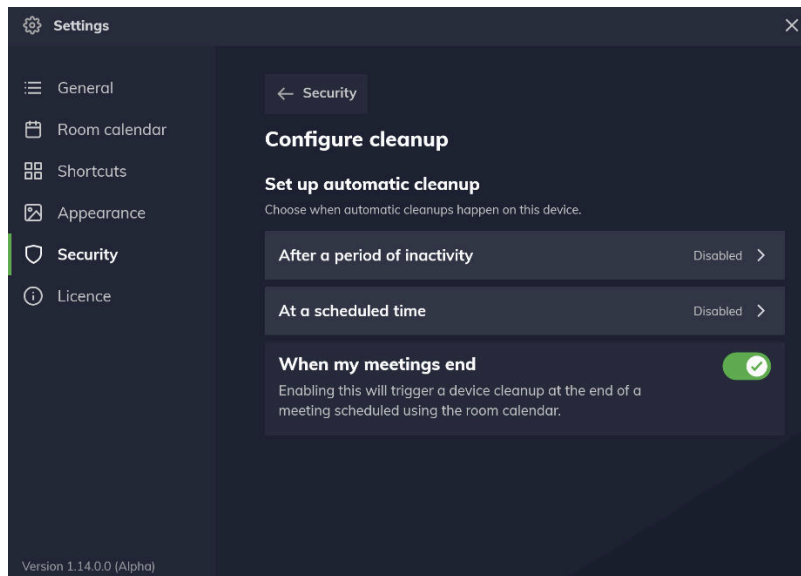 Settings
General
Room calendar
Shortcuts
Appearance
Security
Licence
Version 1.14.0.0 (Alpha)
Security
Configure cleanup
Set up automatic cleanup
Choose when automatic cleanups happen on this device.
After a period of inactivity Disabled
At a scheduled time Disabled
When my meetings end
Enabling this will trigger a device cleanup at the end of a
meeting scheduled using the room calendar.